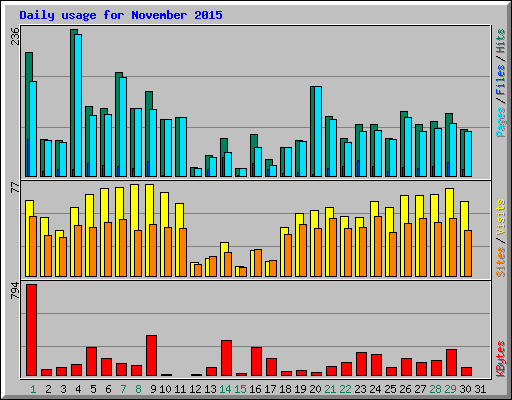 Daily usage for November 2015
236
Pages / Files / Hits
77
Sites / Visits
794
KBytes
1 2 3 4 5 6 7 8 9 10 11 12 13 14 15 16 17 18 19 20 21 22 23 24 25 26 27 28 29 30 31